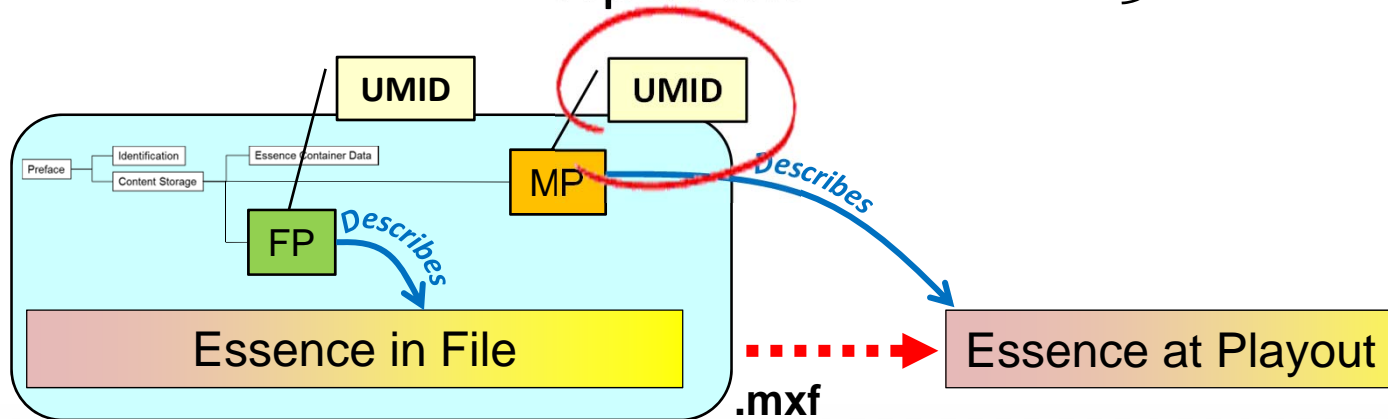 UMID
UMID
Identification
Essence Container Data
Preface
Content Storage
MP
Describes
FP
Describes
Essence in File
Essence at Playout
.mxf